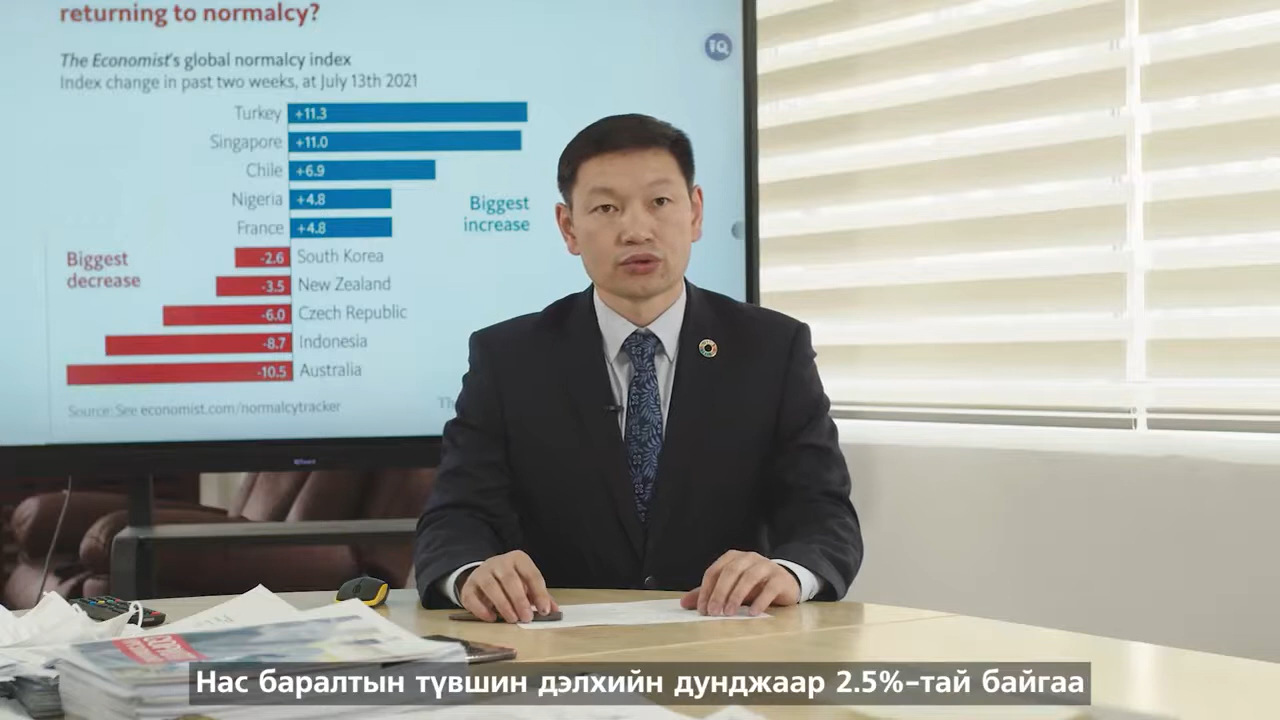 returning to normalcy?
IQ
The Economist's global normalcy index
Index change in past two weeks, at July 13th 2021
Turkey +11.3
Singapore +11.0
Chile +6.9
Nigeria +4.8
France +4.8
Biggest
increase
Biggest
decrease
-2.6 South Korea
-3.5 New Zealand
-6.0 Czech Republic
-8.7 Indonesia
-10.5 Australia
Source: See economist.com/normalcytracker
Нас баралтын түвшин дэлхийн дунджаар 2.5%-тай байгаа